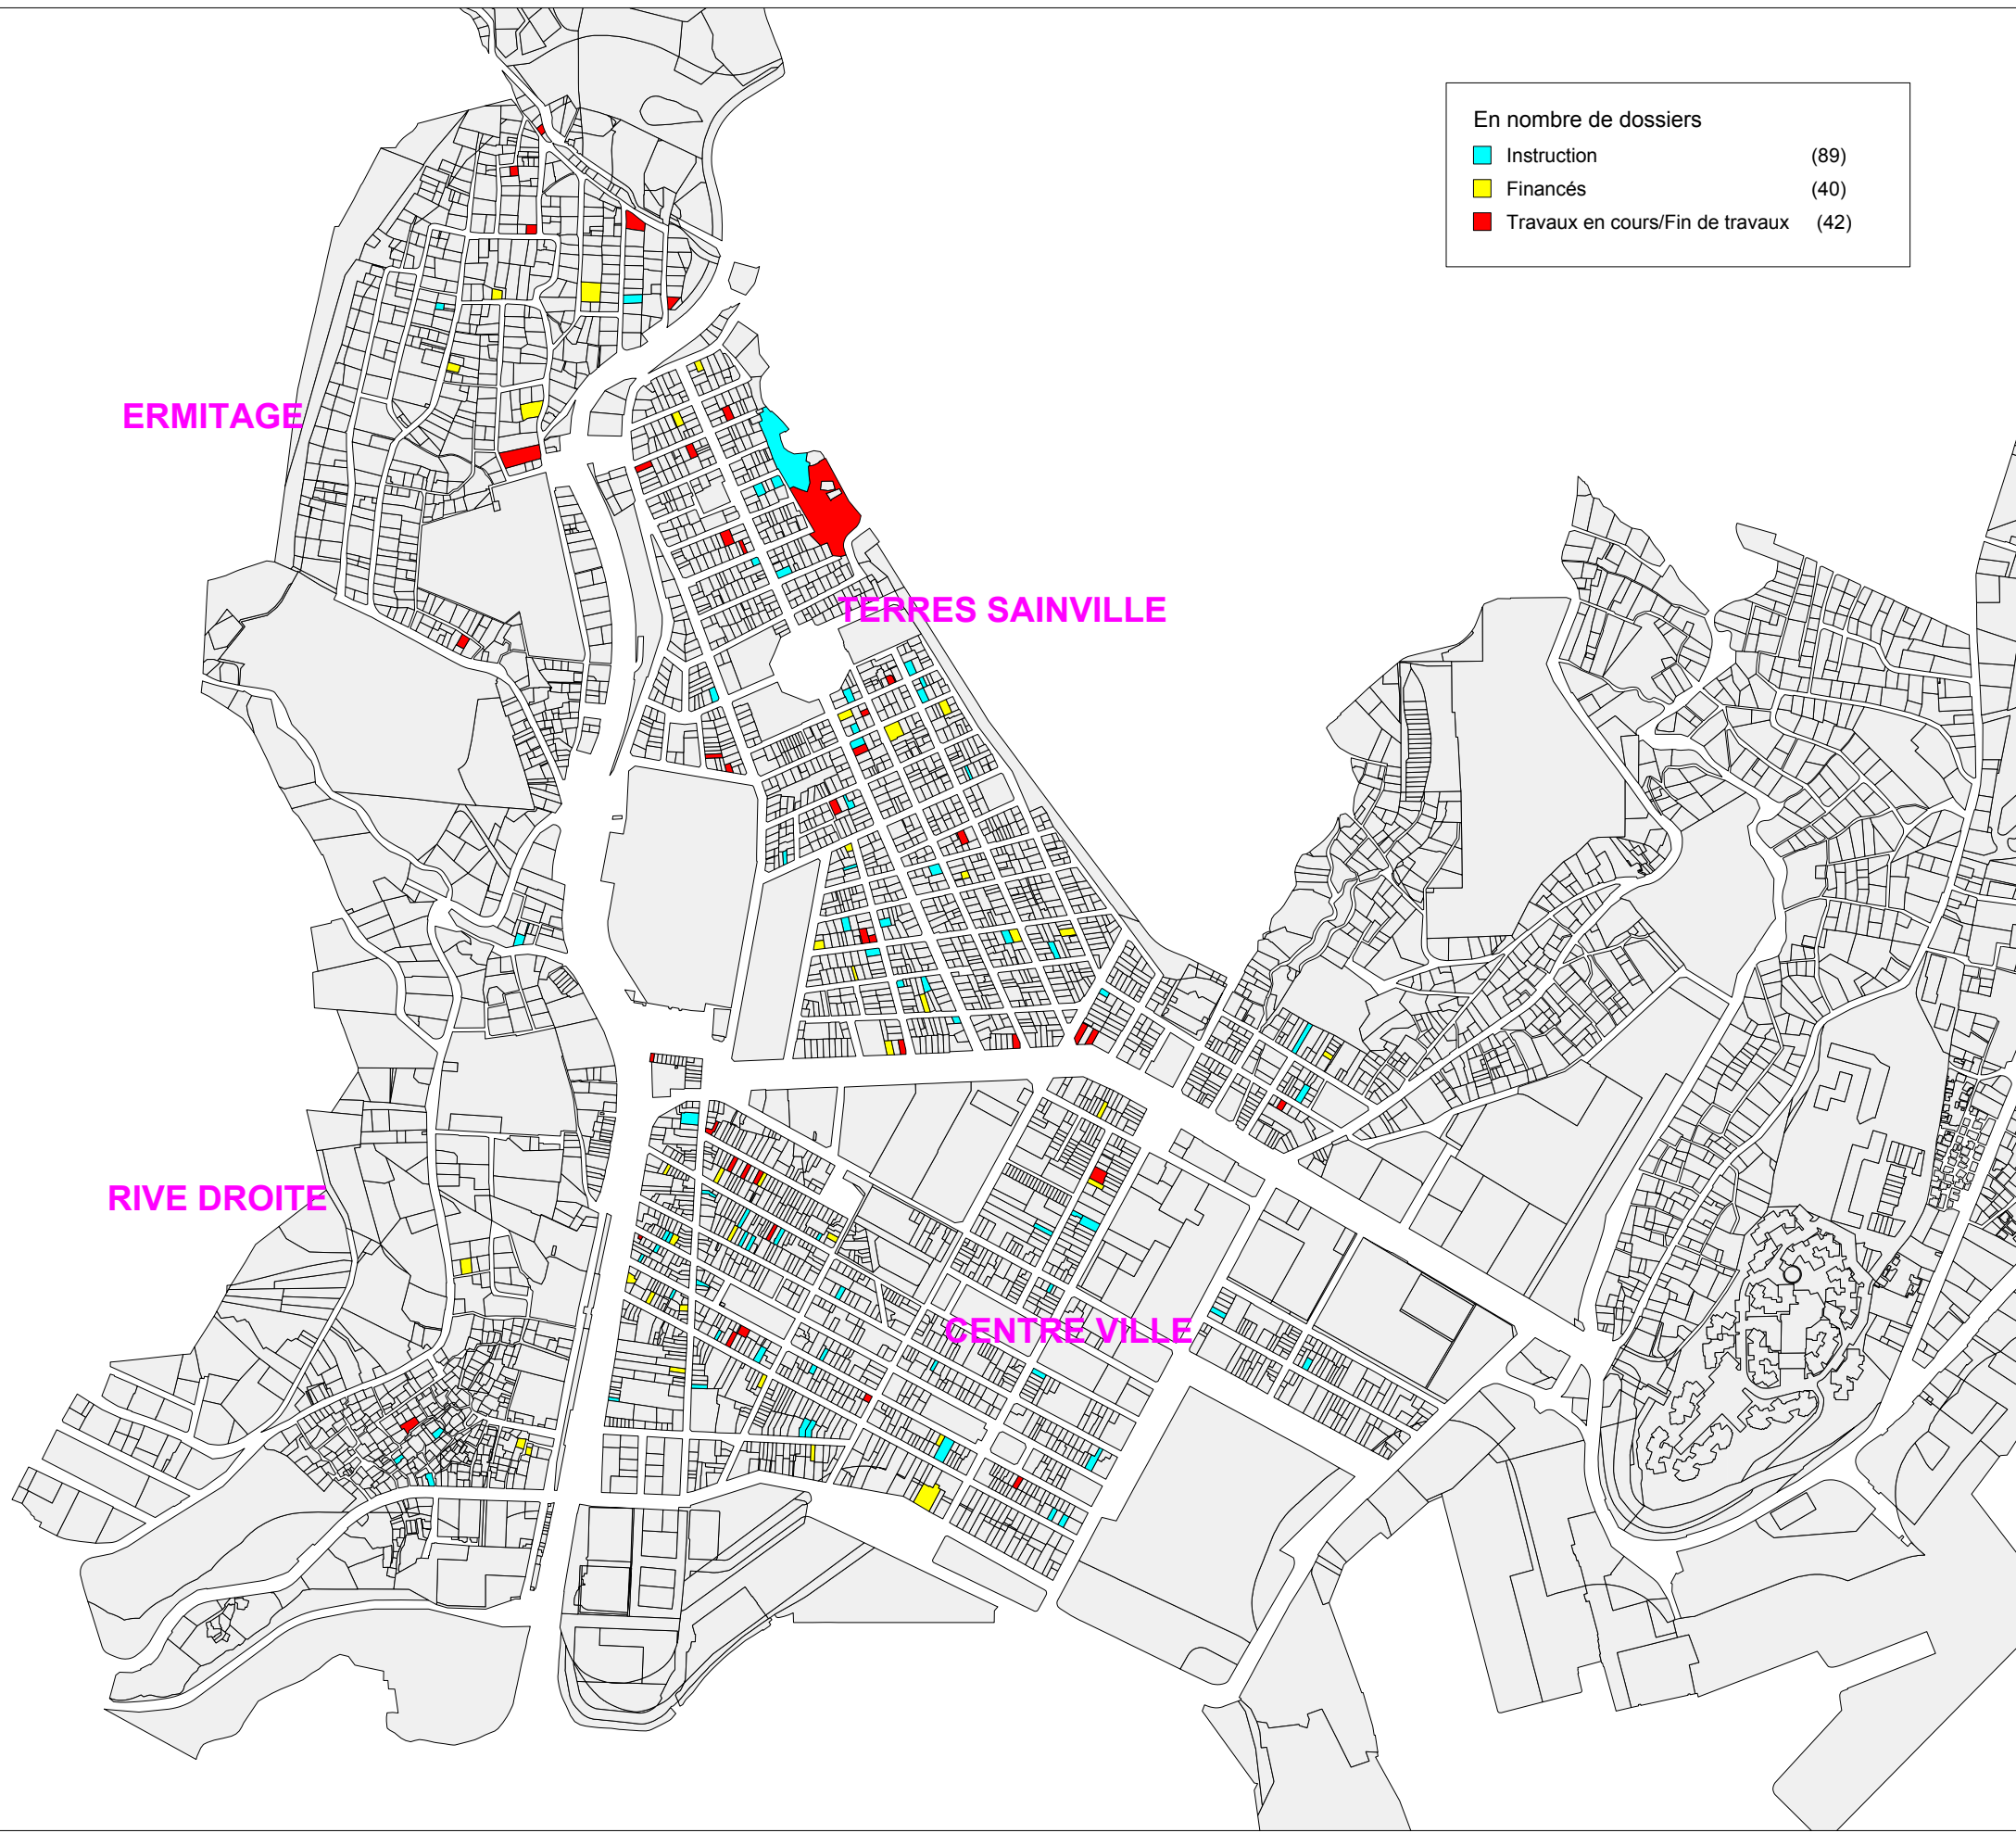 En nombre de dossiers
Instruction (89)
Financés (40)
Travaux en cours/Fin de travaux (42)
ERMITAGE
TERRES SAINVILLE
RIVE DROITE
CENTRE VILLE